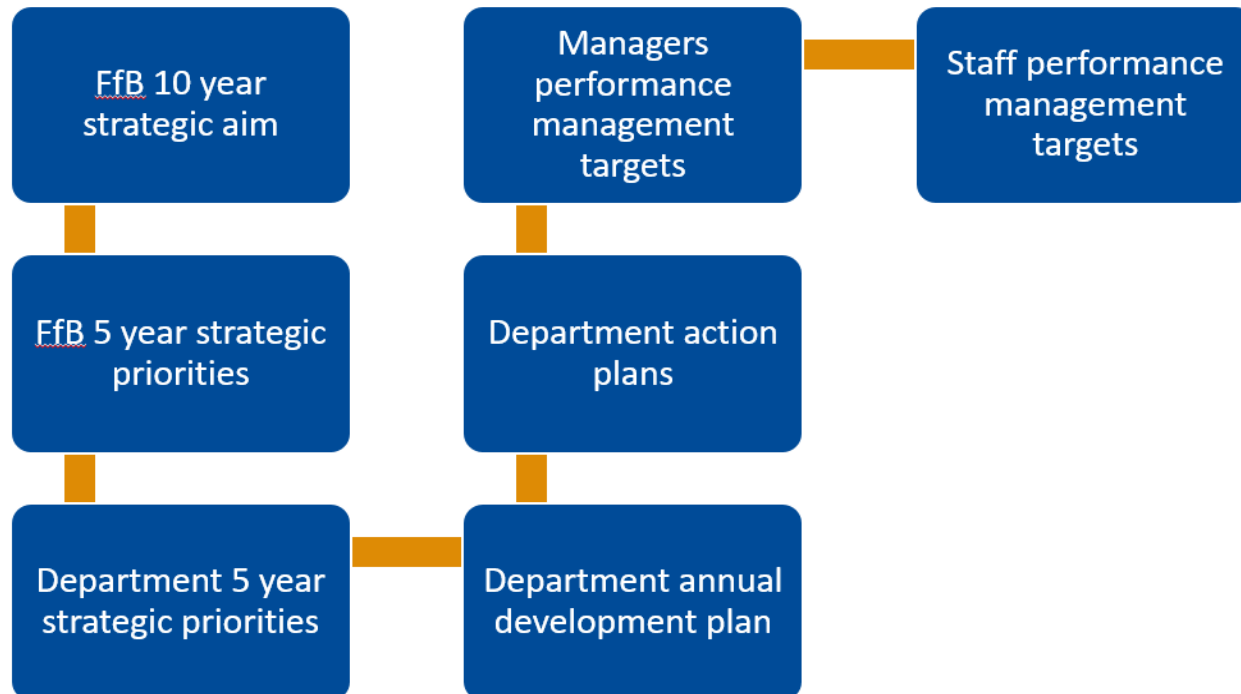 FfB 10 year
strategic aim
FfB 5 year strategic
priorities
Department 5 year
strategic priorities
Department annual
development plan
Department action
plans
Managers
performance
management
targets
Staff performance
management
targets